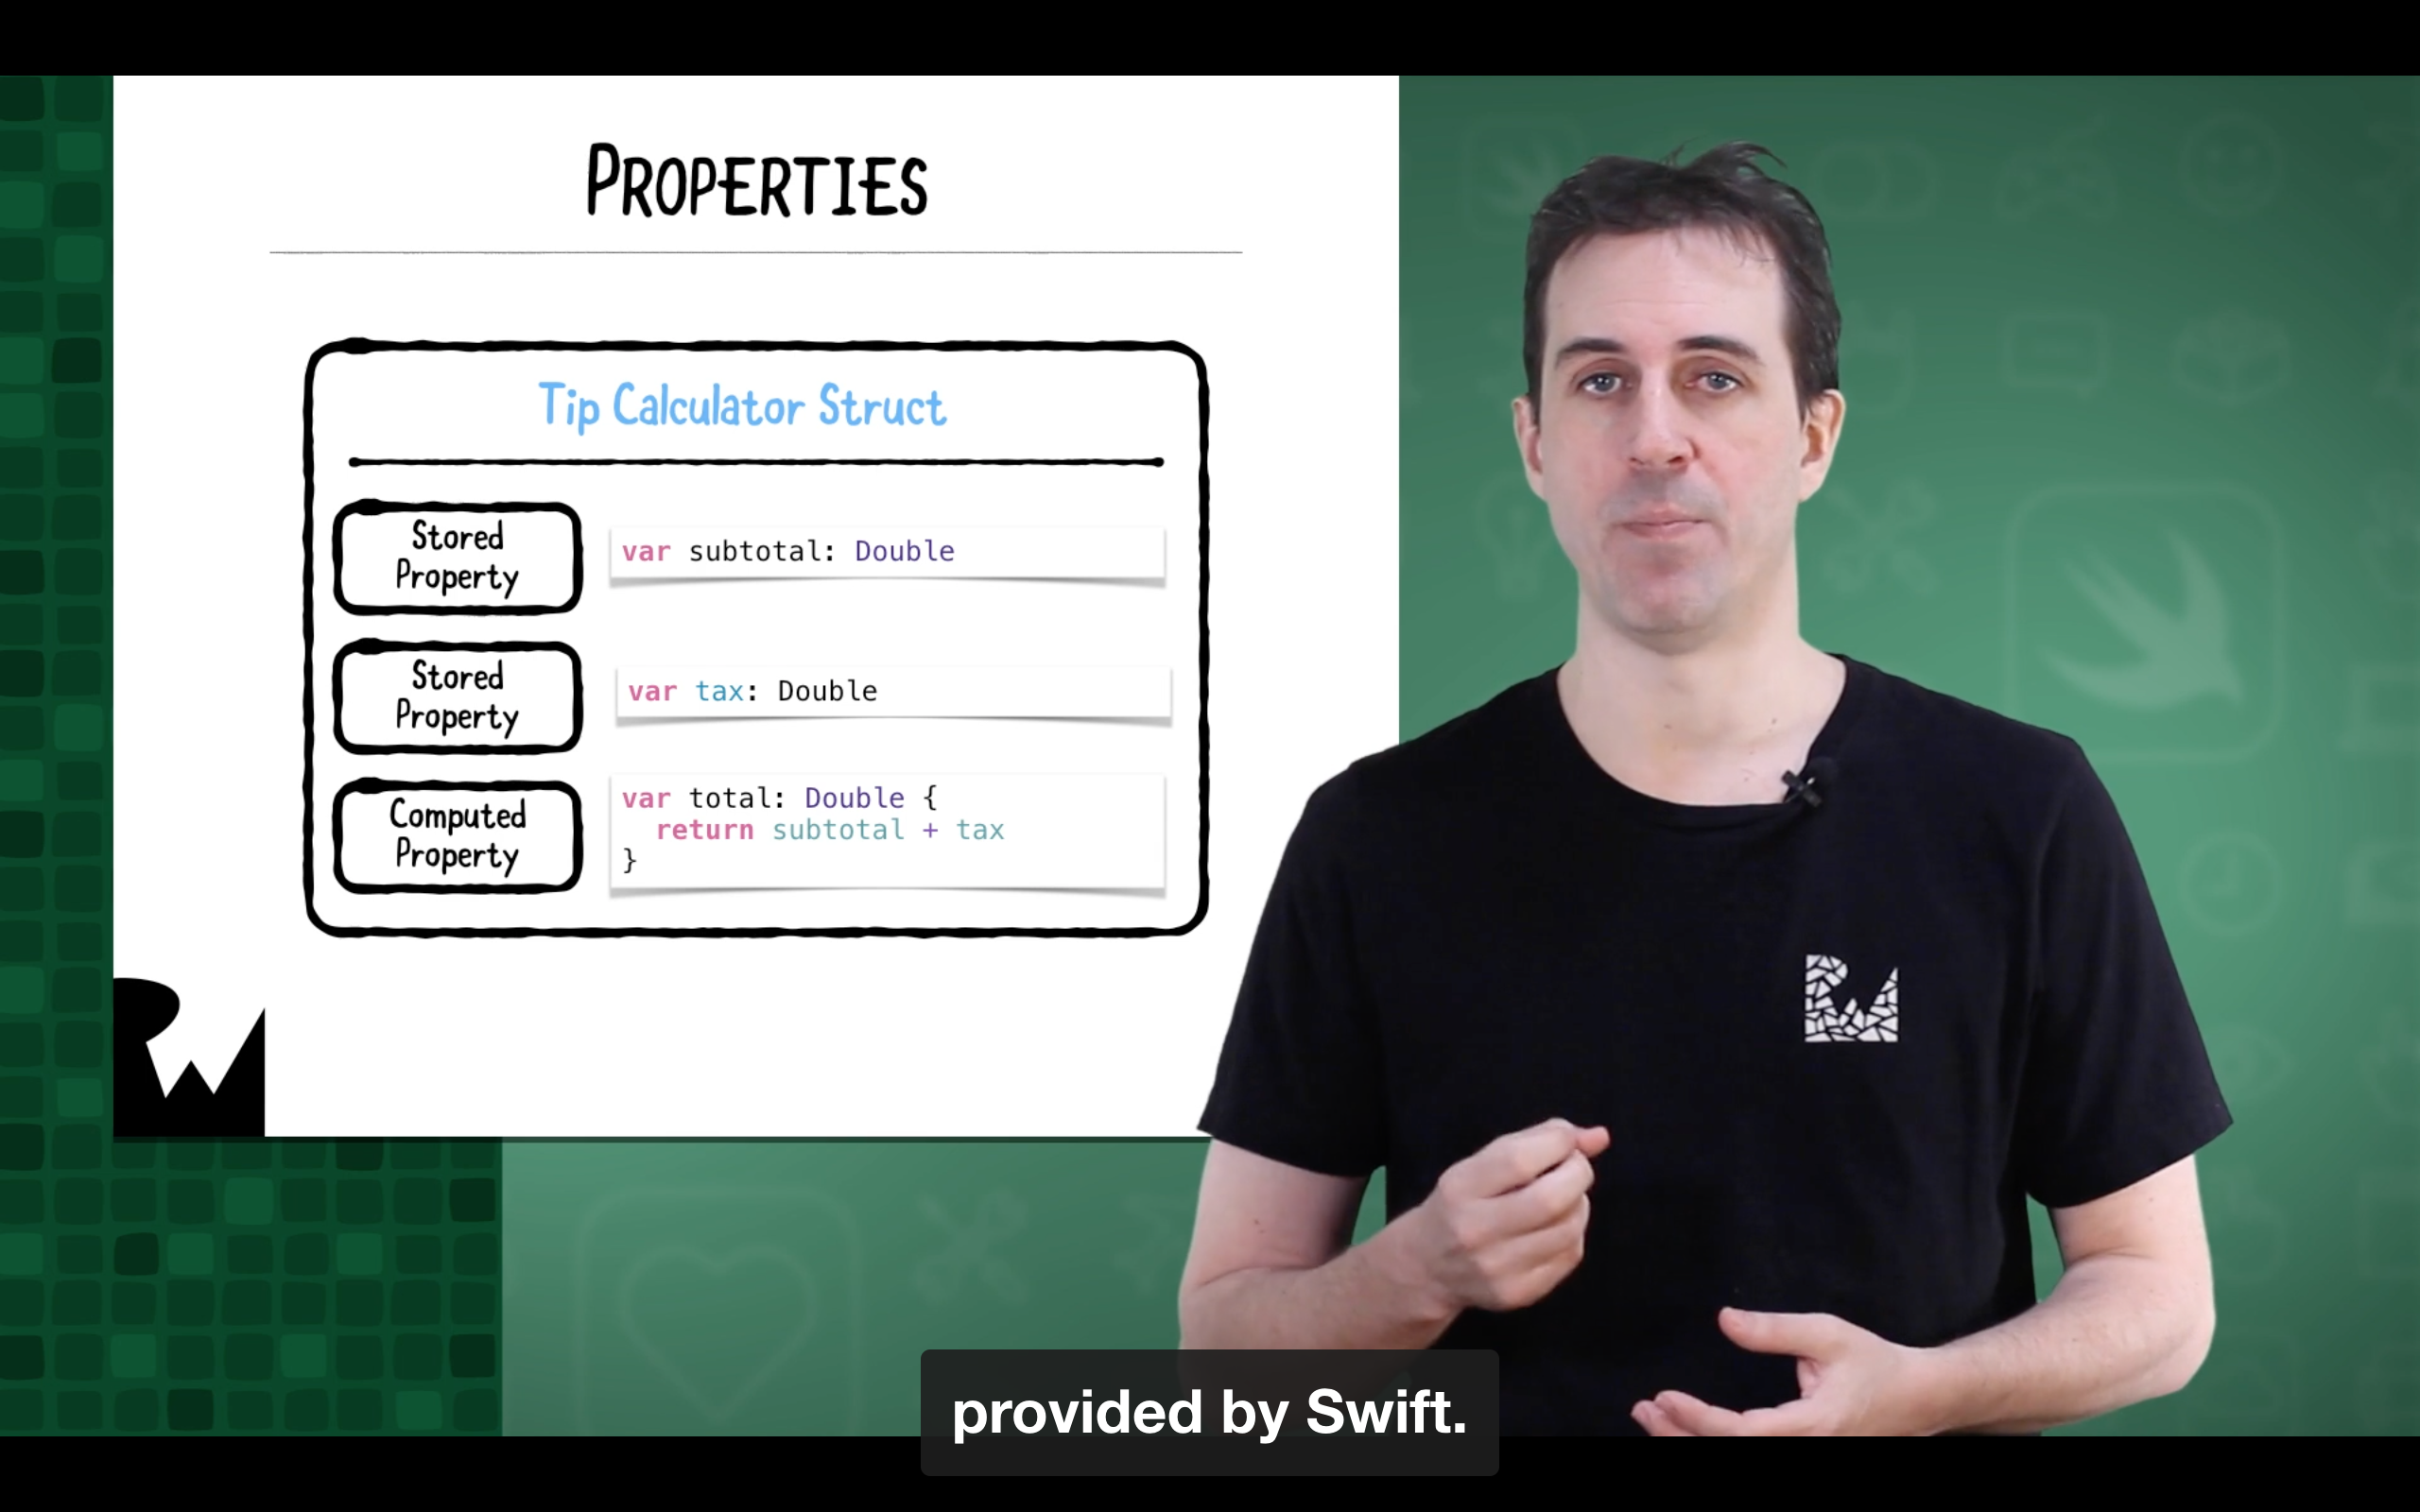 PROPERTIES
Tip Calculator Struct
Stored
Property
var subtotal: Double
Stored
Property
var tax: Double
Computed
Property
var total: Double {
return subtotal + tax
}
RW
RW
provided by Swift.